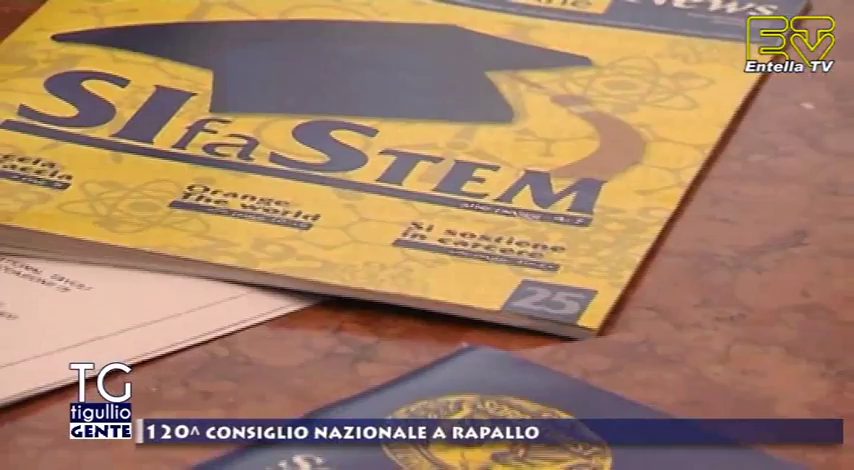 News
ETV
Entella TV
SIfaSTEM
Orange
The world
Si sostiene
in carcere
25
TG
tigullio
GENTE
120^ CONSIGLIO NAZIONALE A RAPALLO